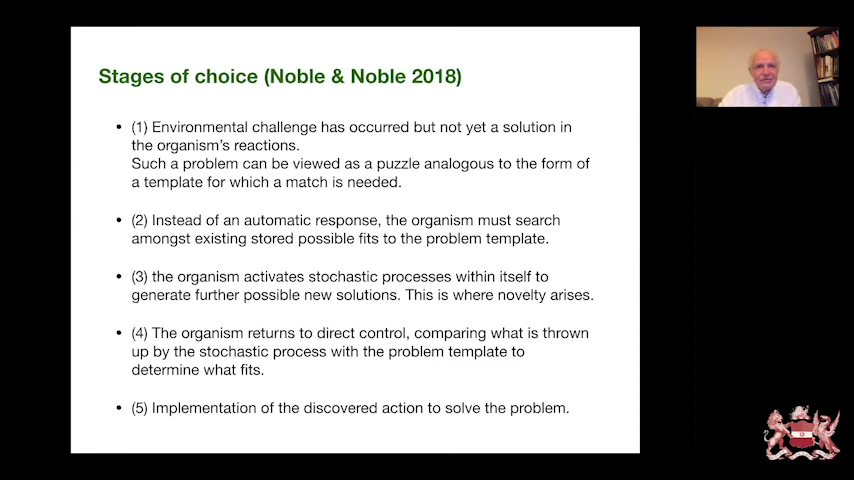 Stages of choice (Noble & Noble 2018)
• (1) Environmental challenge has occurred but not yet a solution in
the organism's reactions.
Such a problem can be viewed as a puzzle analogous to the form of
a template for which a match is needed.
• (2) Instead of an automatic response, the organism must search
amongst existing stored possible fits to the problem template.
• (3) the organism activates stochastic processes within itself to
generate further possible new solutions. This is where novelty arises.
• (4) The organism returns to direct control, comparing what is thrown
up by the stochastic process with the problem template to
determine what fits.
• (5) Implementation of the discovered action to solve the problem.